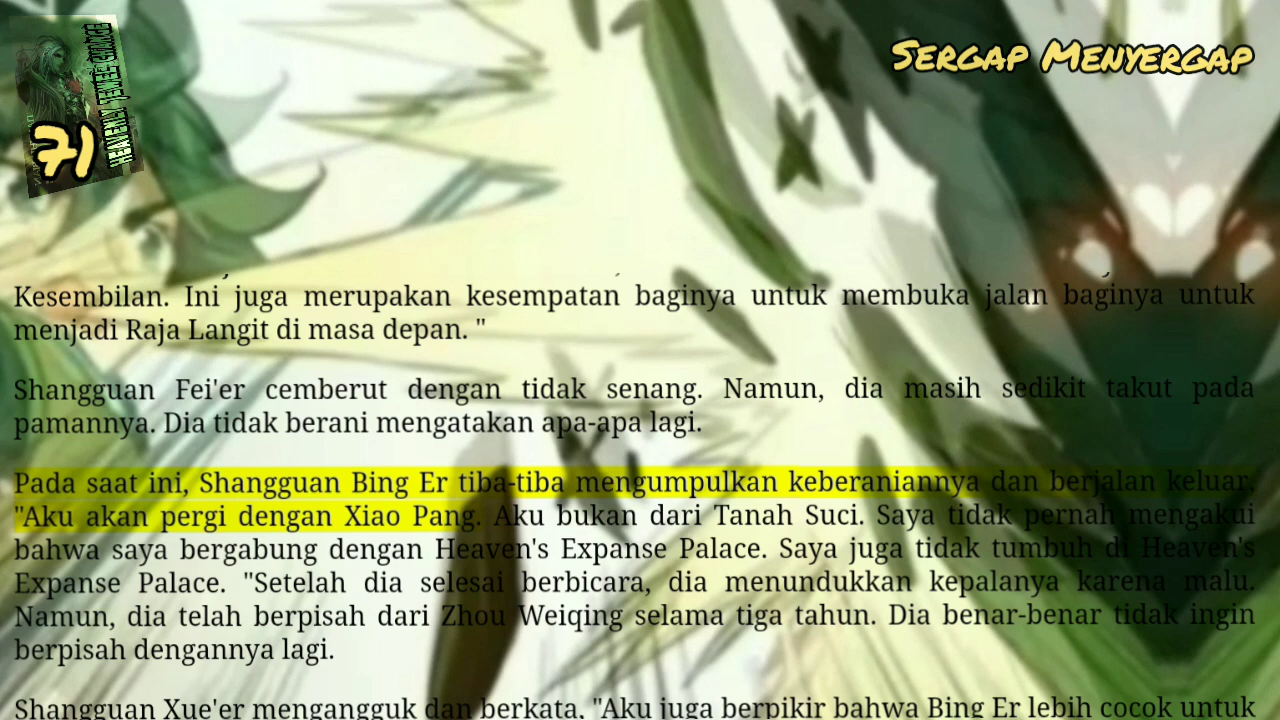 Sergap Menyergap
HEAVENLY JEWEL CHANGE
71
Kesembilan. Ini juga merupakan kesempatan baginya untuk membuka jalan baginya untuk
menjadi Raja Langit di masa depan. "
Shangguan Fei'er cemberut dengan tidak senang. Namun, dia masih sedikit takut pada
pamannya. Dia tidak berani mengatakan apa-apa lagi.
Pada saat ini, Shangguan Bing Er tiba-tiba mengumpulkan keberaniannya dan berjalan keluar.
"Aku akan pergi dengan Xiao Pang. Aku bukan dari Tanah Suci. Saya tidak pernah mengakui
bahwa saya bergabung dengan Heaven's Expanse Palace. Saya juga tidak tumbuh di Heaven's
Expanse Palace. "Setelah dia selesai berbicara, dia menundukkan kepalanya karena malu.
Namun, dia telah berpisah dari Zhou Weiqing selama tiga tahun. Dia benar-benar tidak ingin
berpisah dengannya lagi.
Shangguan Xue'er mengangguk dan berkata, "Aku juga berpikir bahwa Bing Er lebih cocok untuk